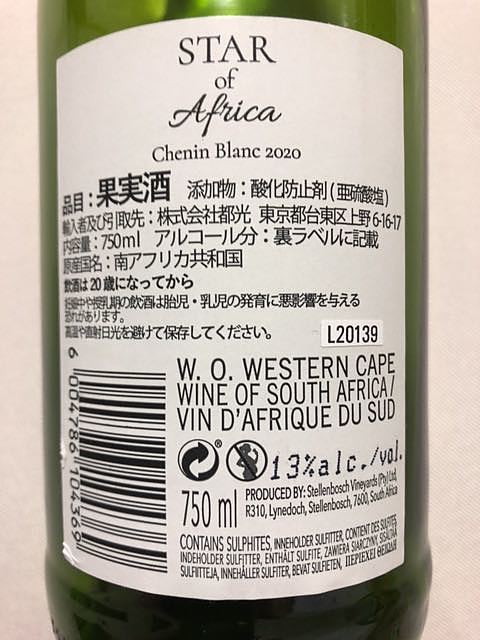 STAR
of
Africa
Chenin Blanc 2020
品目：果実酒 添加物：酸化防止剤(亜硫酸塩)
輸入者及び引取先：株式会社都光 東京都台東区上野6-16-17
内容量：750ml アルコール分：裏ラベルに記載
原産国名：南アフリカ共和国
飲酒は20歳になってから
妊娠中や授乳期の飲酒は胎児・乳児の発育に悪影響を与える
恐れがあります。
高温や直射日光を避けて保存してください。
L20139
6 004786 104369
W. O. WESTERN CAPE
WINE OF SOUTH AFRICA/
VIN D'AFRIQUE DU SUD
13%alc./vol.
750 ml
PRODUCED BY: Stellenbosch Vineyards (Pty) Ltd,
R310, Lynedoch, Stellenbosch, 7600, South Africa
CONTAINS SULPHITES, INNEHOLDER SULFITTER, CONTIENT DES SULFITES,
INDEHOLDER SULFITTER, ENTHÄLT SULFITE, ZAWIERA SIARCZYNY, SISÄLTÄÄ
SULFIITTEJA, INNEHÅLLER SULFITER, BEVAT SULFIETEN, ΠΕΡΙΕΧΕΙ ΘΕΙΩΔΗ